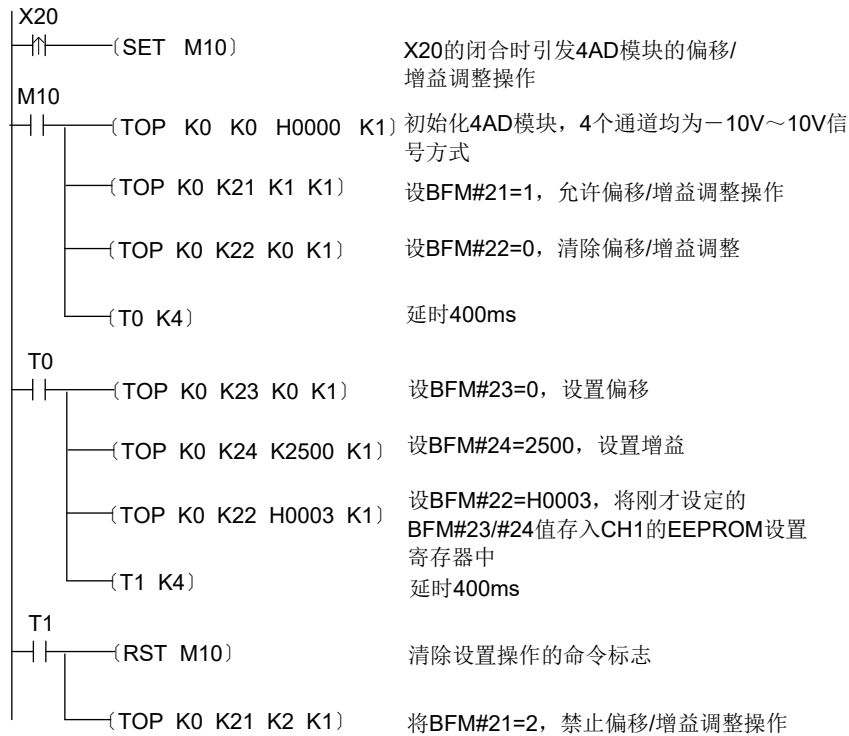 X20
(SET M10)
X20的闭合时引发4AD模块的偏移/
增益调整操作
M10
(TOP K0 K0 H0000 K1)
初始化4AD模块，4个通道均为－10V～10V信
号方式
(TOP K0 K21 K1 K1)
设BFM#21=1，允许偏移/增益调整操作
(TOP K0 K22 K0 K1)
设BFM#22=0，清除偏移/增益调整
(T0 K4)
延时400ms
T0
(TOP K0 K23 K0 K1)
设BFM#23=0，设置偏移
(TOP K0 K24 K2500 K1)
设BFM#24=2500，设置增益
(TOP K0 K22 H0003 K1)
设BFM#22=H0003，将刚才设定的
BFM#23/#24值存入CH1的EEPROM设置
寄存器中
(T1 K4)
延时400ms
T1
(RST M10)
清除设置操作的命令标志
(TOP K0 K21 K2 K1)
将BFM#21=2，禁止偏移/增益调整操作